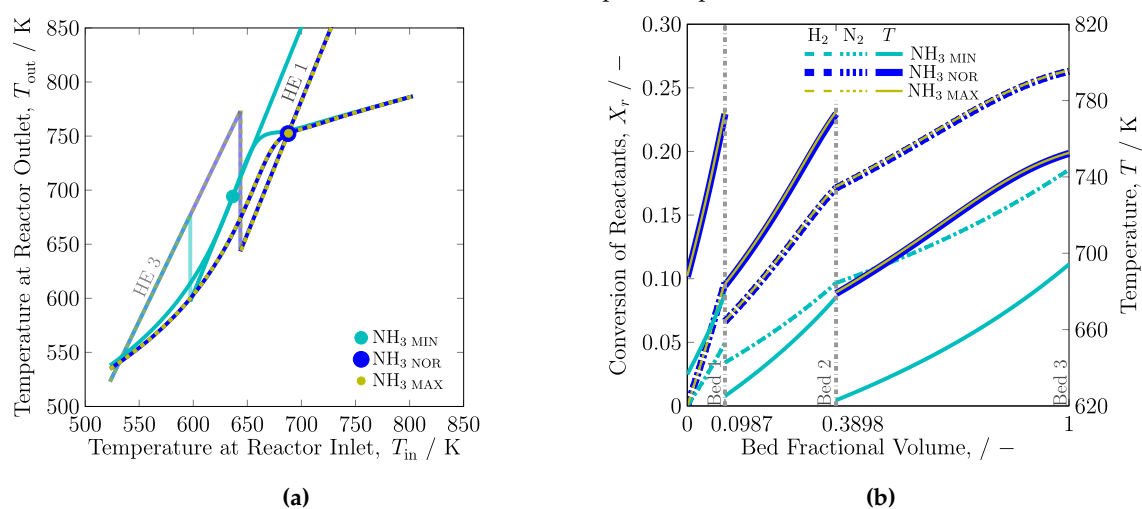 850
800
750
700
650
600
550
500
500
550
600
650
700
750
800
850
Temperature at Reactor Outlet, T_out / K
Temperature at Reactor Inlet, T_in / K
HE 1
HE 3
NH3 MIN
NH3 NOR
NH3 MAX
(a)
0.30
0.25
0.20
0.15
0.10
0.05
0
820
780
740
700
660
620
0
0.0987
0.3898
1
Conversion of Reactants, X_r / −
Temperature, T / K
Bed Fractional Volume, / −
H2 N2 T
NH3 MIN
NH3 NOR
NH3 MAX
Bed 2
Bed 3
(b)